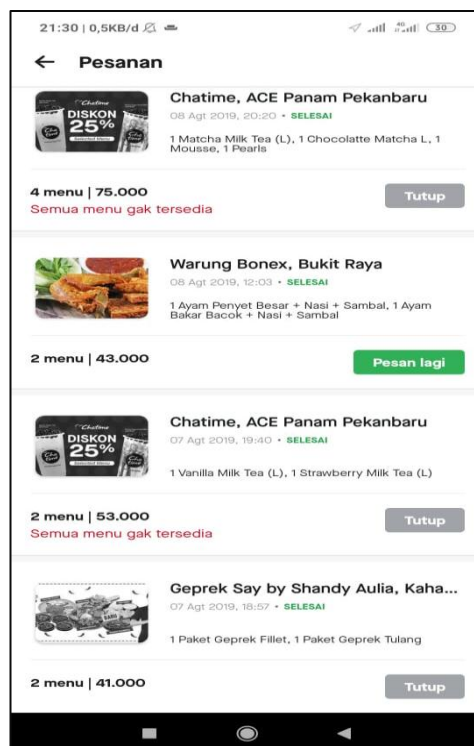 21:30 | 0,5KB/d
4G
30
Pesanan
Chatime
DISKON
25%
Selected Menu
Chatime, ACE Panam Pekanbaru
08 Agt 2019, 20:20 • SELESAI
1 Matcha Milk Tea (L), 1 Chocolatte Matcha L, 1
Mousse, 1 Pearls
4 menu | 75.000
Semua menu gak tersedia
Tutup
Warung Bonex, Bukit Raya
08 Agt 2019, 12:03 • SELESAI
1 Ayam Penyet Besar + Nasi + Sambal, 1 Ayam
Bakar Bacok + Nasi + Sambal
2 menu | 43.000
Pesan lagi
Chatime
DISKON
25%
Selected Menu
Chatime, ACE Panam Pekanbaru
07 Agt 2019, 19:40 • SELESAI
1 Vanilla Milk Tea (L), 1 Strawberry Milk Tea (L)
2 menu | 53.000
Semua menu gak tersedia
Tutup
Geprek Say by Shandy Aulia, Kaha...
07 Agt 2019, 18:57 • SELESAI
1 Paket Geprek Fillet, 1 Paket Geprek Tulang
2 menu | 41.000
Tutup